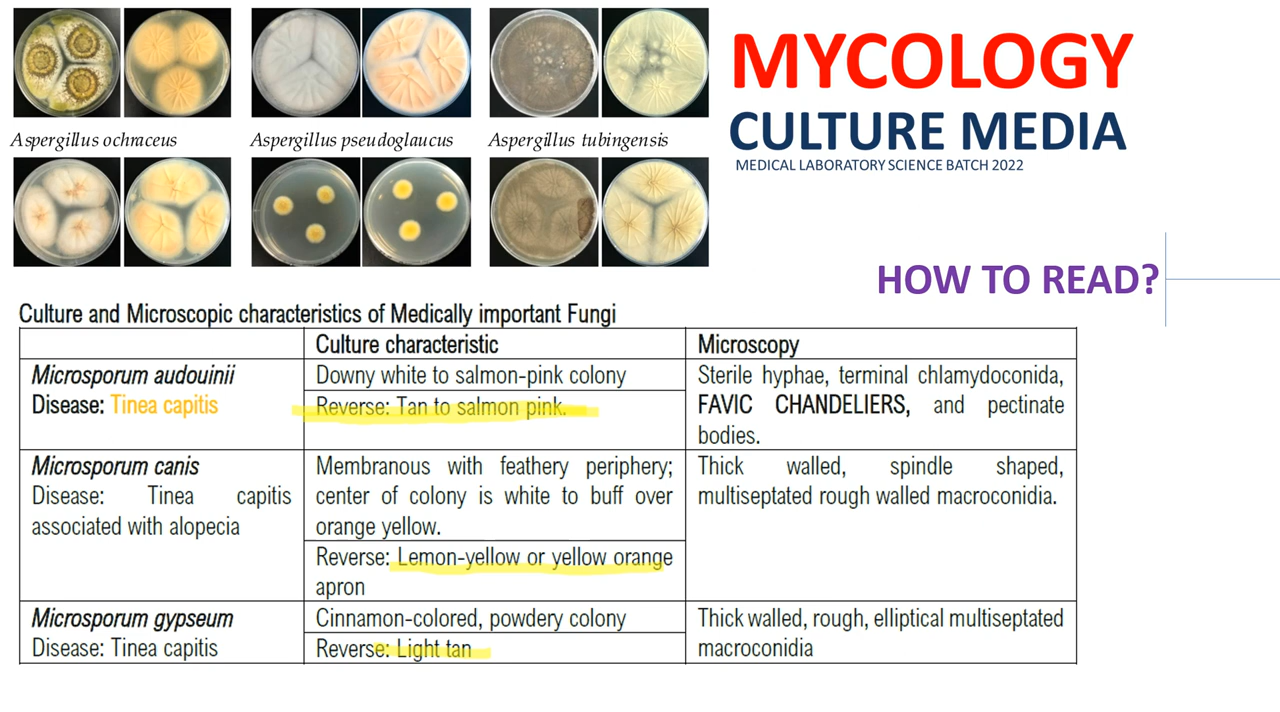 MYCOLOGY
CULTURE MEDIA
MEDICAL LABORATORY SCIENCE BATCH 2022
Aspergillus ochraceus
Aspergillus pseudoglaucus
Aspergillus tubingensis
HOW TO READ?
Culture and Microscopic characteristics of Medically important Fungi
Culture characteristic
Microscopy
Microsporum audouinii
Disease: Tinea capitis
Downy white to salmon-pink colony
Reverse: Tan to salmon pink.
Sterile hyphae, terminal chlamydoconida,
FAVIC CHANDELIERS, and pectinate
bodies.
Microsporum canis
Disease: Tinea capitis
associated with alopecia
Membranous with feathery periphery;
center of colony is white to buff over
orange yellow.
Reverse: Lemon-yellow or yellow orange
apron
Thick walled, spindle shaped,
multiseptated rough walled macroconidia.
Microsporum gypseum
Disease: Tinea capitis
Cinnamon-colored, powdery colony
Reverse: Light tan
Thick walled, rough, elliptical multiseptated
macroconidia